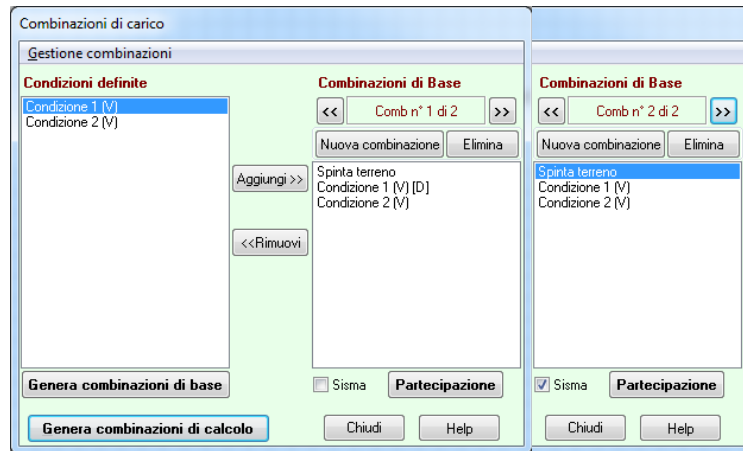 Combinazioni di carico
Gestione combinazioni
Condizioni definite
Condizione 1 (V)
Condizione 2 (V)
Aggiungi >>
<<Rimuovi
Combinazioni di Base
<<
Comb n° 1 di 2
>>
Nuova combinazione
Elimina
Spinta terreno
Condizione 1 (V) [D]
Condizione 2 (V)
Sisma
Partecipazione
Genera combinazioni di base
Genera combinazioni di calcolo
Chiudi
Help
Combinazioni di Base
<<
Comb n° 2 di 2
>>
Nuova combinazione
Elimina
Spinta terreno
Condizione 1 (V)
Condizione 2 (V)
Sisma
Partecipazione
Chiudi
Help